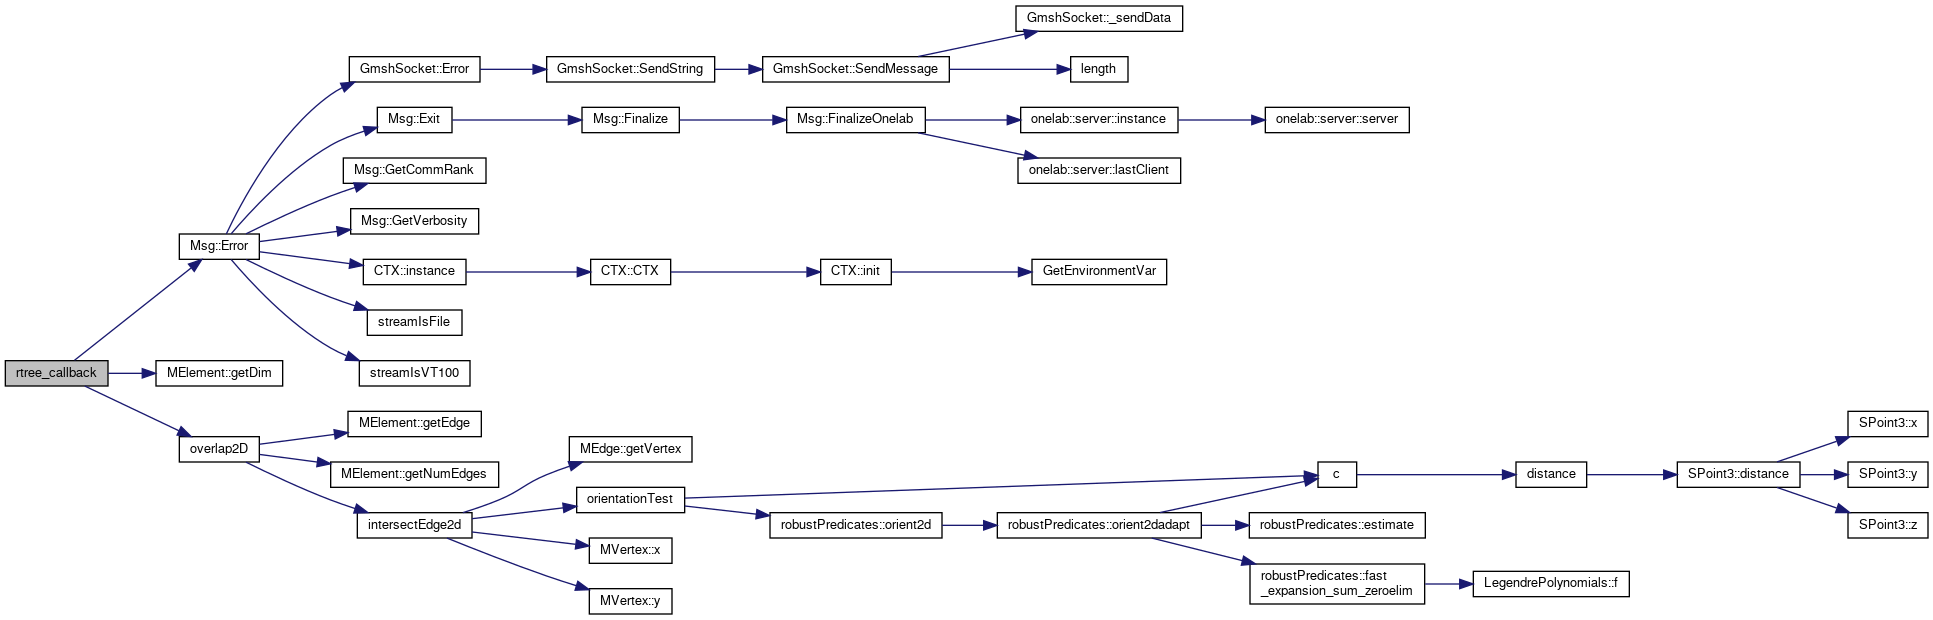 GmshSocket::_sendData
GmshSocket::Error
GmshSocket::SendString
GmshSocket::SendMessage
length
Msg::Exit
Msg::Finalize
Msg::FinalizeOnelab
onelab::server::instance
onelab::server::server
Msg::GetCommRank
onelab::server::lastClient
Msg::GetVerbosity
Msg::Error
CTX::instance
CTX::CTX
CTX::init
GetEnvironmentVar
streamIsFile
rtree_callback
MElement::getDim
streamIsVT100
MElement::getEdge
SPoint3::x
overlap2D
MEdge::getVertex
MElement::getNumEdges
c
distance
SPoint3::distance
SPoint3::y
orientationTest
intersectEdge2d
robustPredicates::orient2d
robustPredicates::orient2dadapt
robustPredicates::estimate
SPoint3::z
MVertex::x
robustPredicates::fast
_expansion_sum_zeroelim
LegendrePolynomials::f
MVertex::y